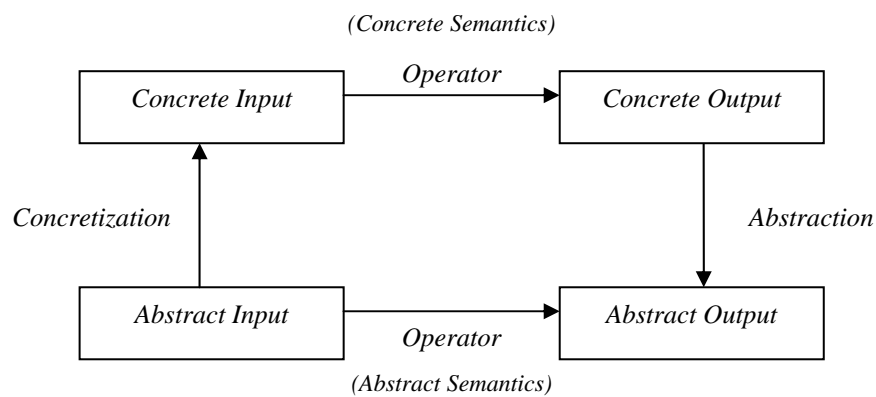 (Concrete Semantics)
Operator
Concrete Input
Concrete Output
Concretization
Abstraction
Abstract Input
Abstract Output
Operator
(Abstract Semantics)